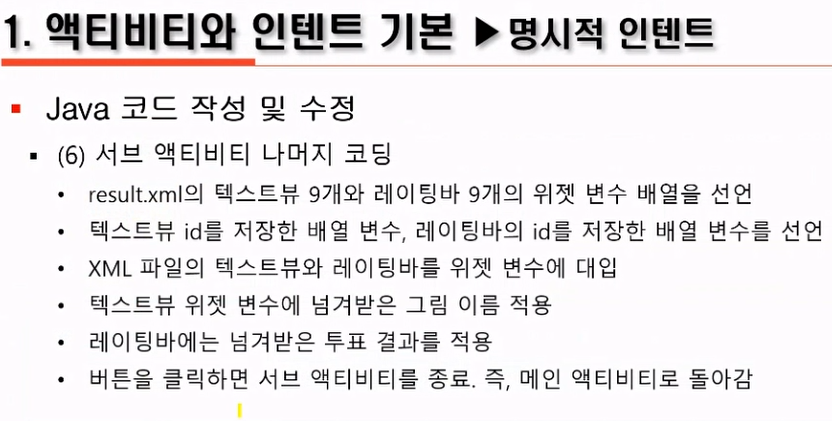 1. 액티비티와 인텐트 기본 ▶ 명시적 인텐트
▪ Java 코드 작성 및 수정
▪ (6) 서브 액티비티 나머지 코딩
• result.xml의 텍스트뷰 9개와 레이팅바 9개의 위젯 변수 배열을 선언
• 텍스트뷰 id를 저장한 배열 변수, 레이팅바의 id를 저장한 배열 변수를 선언
• XML 파일의 텍스트뷰와 레이팅바를 위젯 변수에 대입
• 텍스트뷰 위젯 변수에 넘겨받은 그림 이름 적용
• 레이팅바에는 넘겨받은 투표 결과를 적용
• 버튼을 클릭하면 서브 액티비티를 종료. 즉, 메인 액티비티로 돌아감